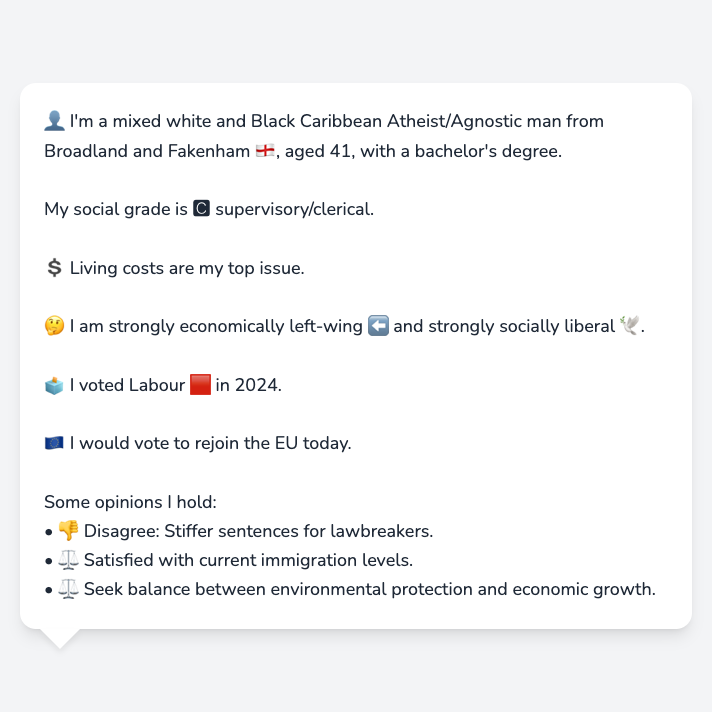 👤 I'm a mixed white and Black Caribbean Atheist/Agnostic man from
Broadland and Fakenham 🏴󠁧󠁢󠁥󠁮󠁧󠁿, aged 41, with a bachelor's degree.
My social grade is 🅲 supervisory/clerical.
💲 Living costs are my top issue.
🤔 I am strongly economically left-wing ⬅️ and strongly socially liberal 🕊️.
🗳️ I voted Labour 🟥 in 2024.
🇪🇺 I would vote to rejoin the EU today.
Some opinions I hold:
• 👎 Disagree: Stiffer sentences for lawbreakers.
• ⚖️ Satisfied with current immigration levels.
• ⚖️ Seek balance between environmental protection and economic growth.